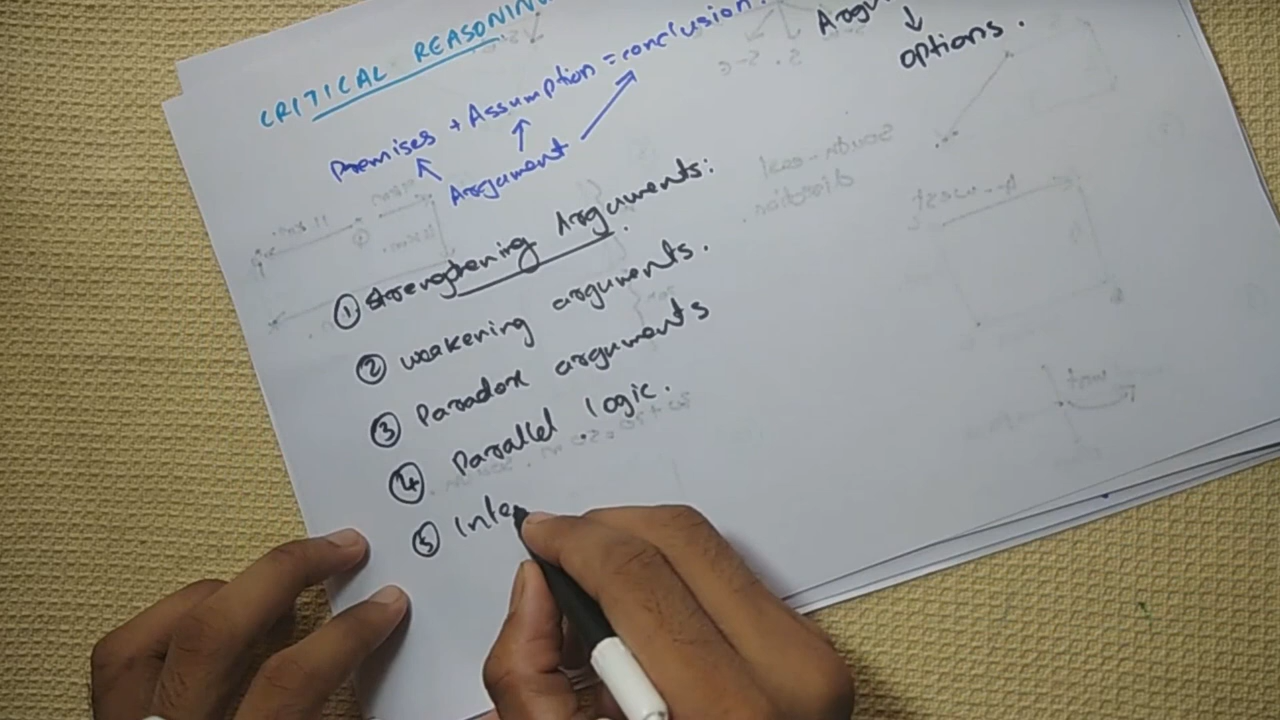 CRITICAL REASONING
Premises + Assumption = conclusion.
Argument
options.
① strengthening Arguments:
② weakening arguments.
③ Paradox arguments
④ Parallel logic.
⑤ Inte